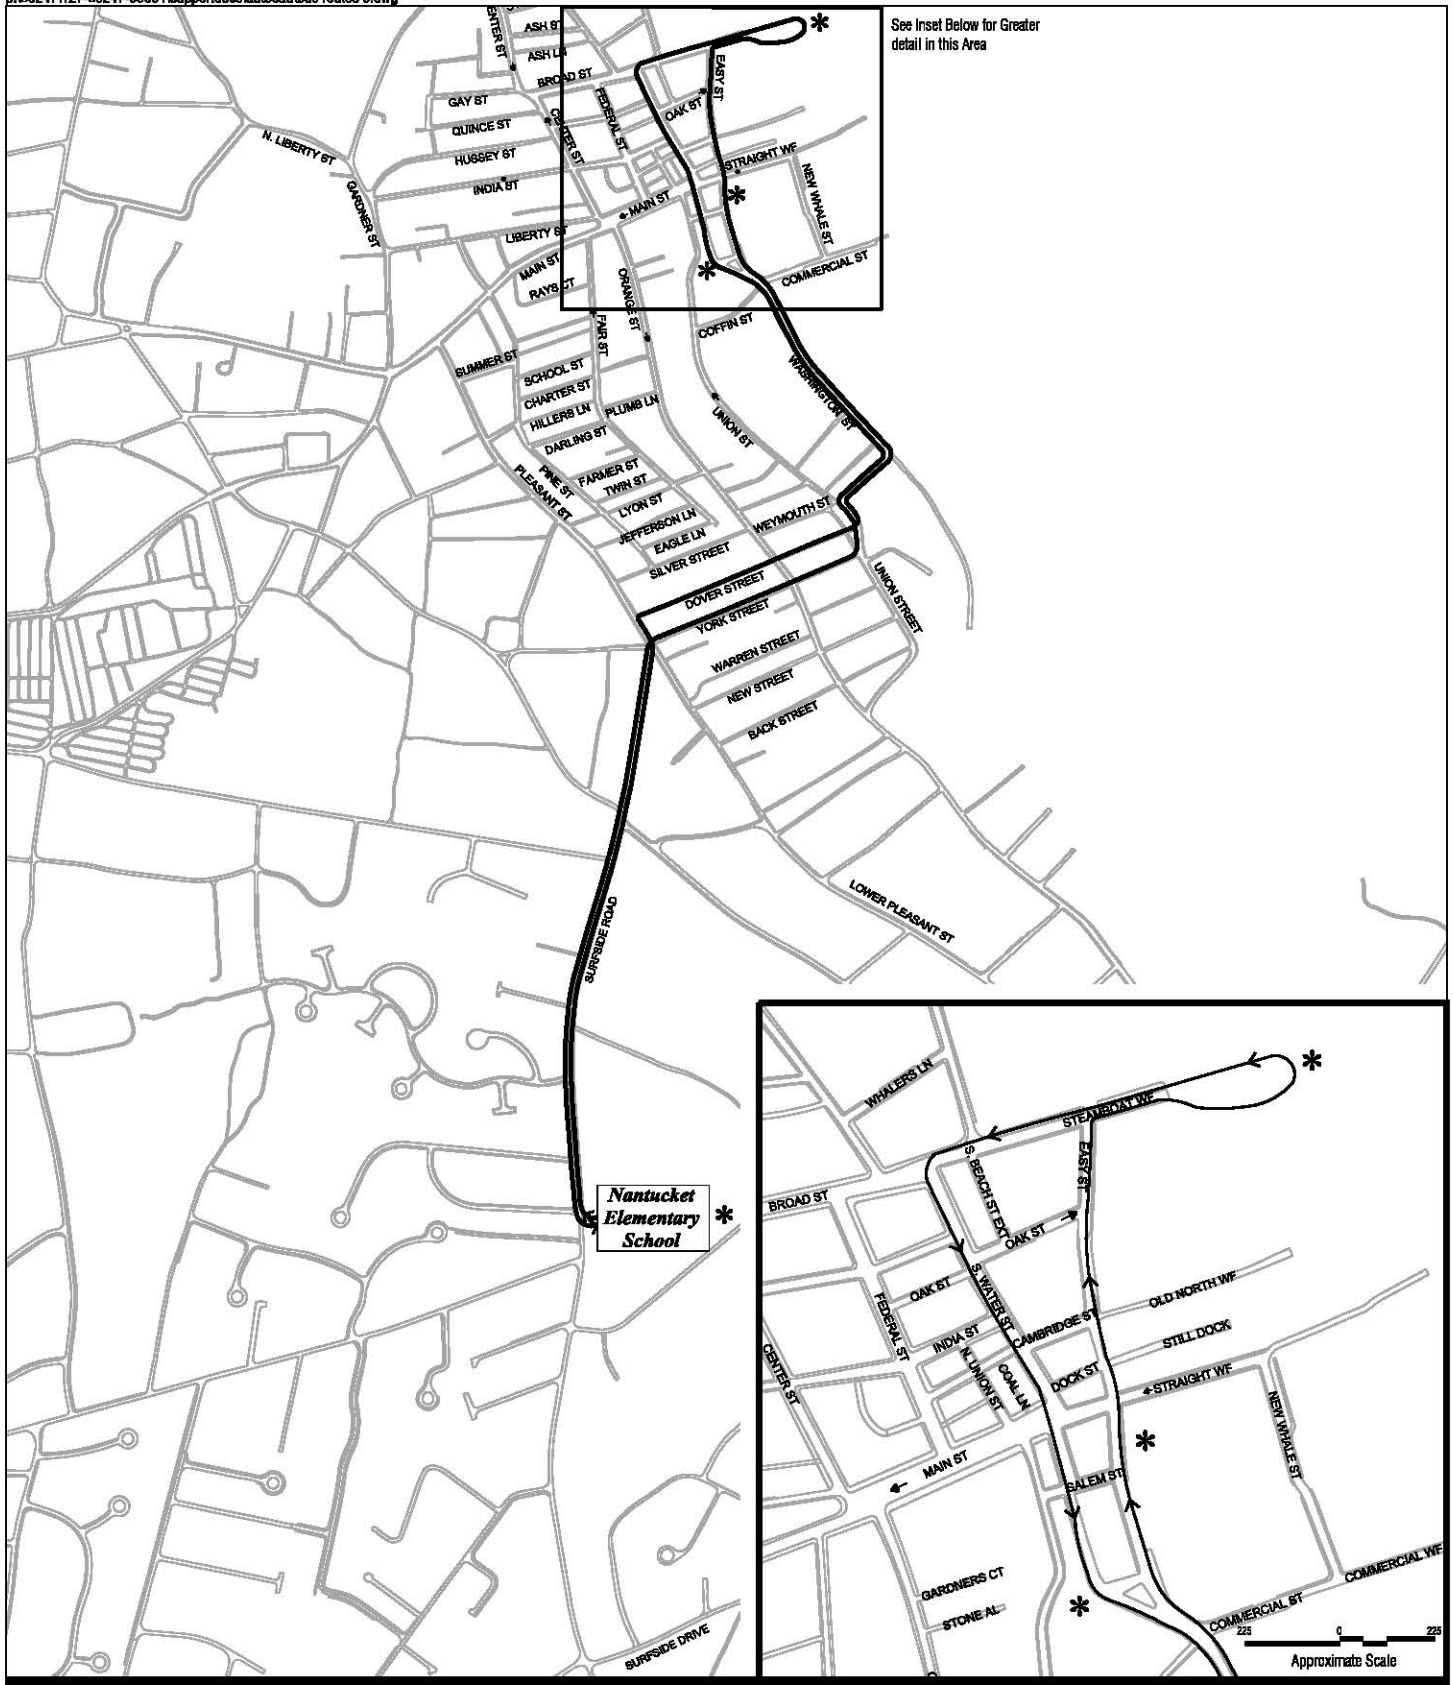 See Inset Below for Greater
detail in this Area
ASH ST
ASH LN
BROAD ST
GAY ST
QUINCE ST
HUSSEY ST
INDIA ST
N. LIBERTY ST
GARDNER ST
CENTER ST
FEDERAL ST
OAK ST
EASY ST
STRAIGHT WF
NEW WHALE ST
MAIN ST
LIBERTY ST
MAIN ST
RAYS CT
ORANGE ST
FAIR ST
COMMERCIAL ST
COFFIN ST
SUMMER ST
SCHOOL ST
CHARTER ST
HILLERS LN
PLUMB LN
DARLING ST
WASHINGTON ST
UNION ST
PINE ST
PLEASANT ST
FARMER ST
TWIN ST
LYON ST
JEFFERSON LN
EAGLE LN
SILVER STREET
WEYMOUTH ST
DOVER STREET
YORK STREET
UNION STREET
WARREN STREET
NEW STREET
BACK STREET
LOWER PLEASANT ST
SURFSIDE ROAD
Nantucket
Elementary
School
SURFSIDE DRIVE
WHALERS LN
STEAMBOAT WF
S. BEACH ST EXT
EASY ST
BROAD ST
OAK ST
OAK ST
S. WATER ST
FEDERAL ST
INDIA ST
CAMBRIDGE ST
OLD NORTH WF
STILL DOCK
N. UNION ST
COAL LN
DOCK ST
STRAIGHT WF
CENTER ST
NEW WHALE ST
MAIN ST
SALEM ST
GARDNERS CT
STONE AL
COMMERCIAL WF
COMMERCIAL ST
225 0 225
Approximate Scale